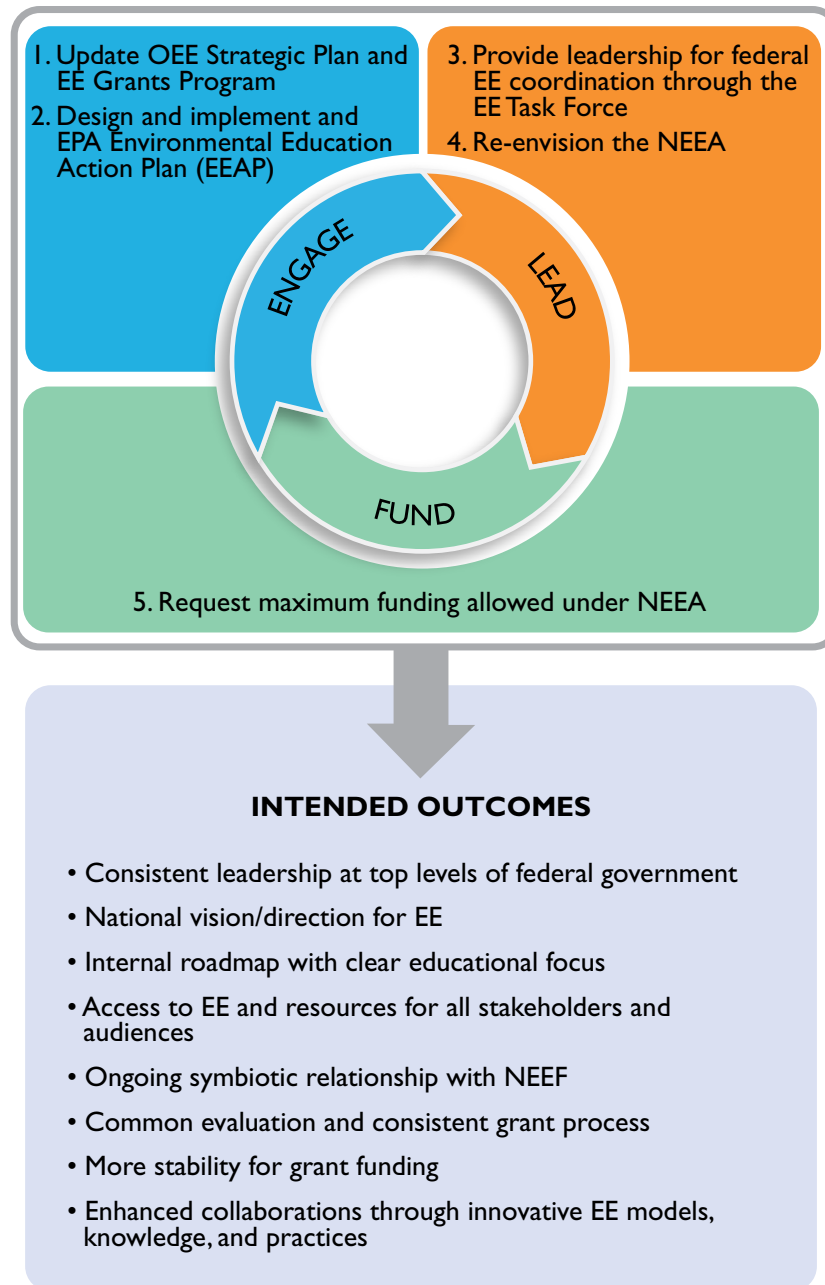 1. Update OEE Strategic Plan and
EE Grants Program
2. Design and implement and
EPA Environmental Education
Action Plan (EEAP)
3. Provide leadership for federal
EE coordination through the
EE Task Force
4. Re-envision the NEEA
ENGAGE
LEAD
FUND
5. Request maximum funding allowed under NEEA
INTENDED OUTCOMES
• Consistent leadership at top levels of federal government
• National vision/direction for EE
• Internal roadmap with clear educational focus
• Access to EE and resources for all stakeholders and
audiences
• Ongoing symbiotic relationship with NEEF
• Common evaluation and consistent grant process
• More stability for grant funding
• Enhanced collaborations through innovative EE models,
knowledge, and practices